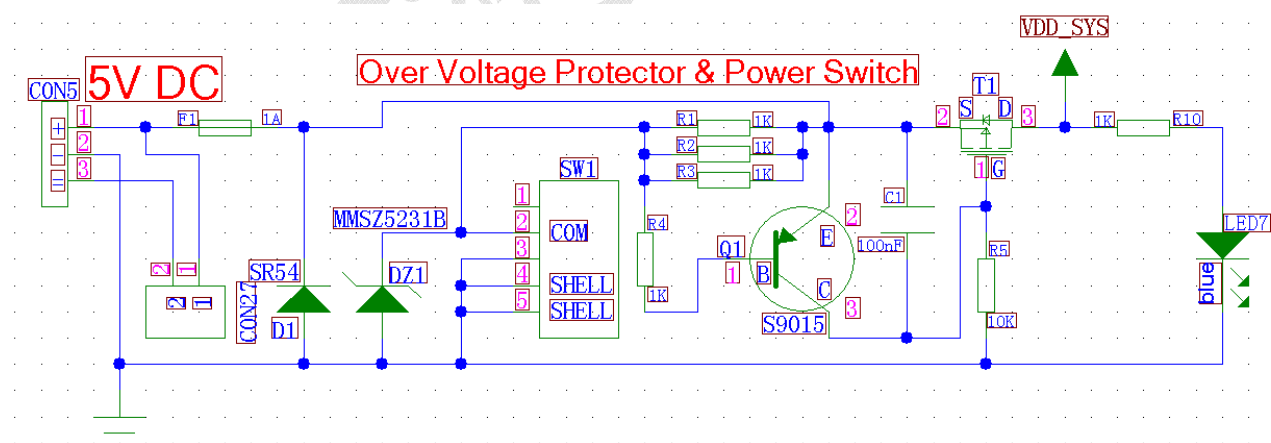 VDD_SYS
5V DC
Over Voltage Protector & Power Switch
CON5
T1
S
D
1
2
3
+
-
=
F1
1A
R1
1K
R2
1K
R3
1K
2
3
1K
R10
1
G
SW1
1
2
3
4
5
COM
SHELL
SHELL
MMSZ5231B
DZ1
R4
1K
Q1
1
B
E
2
C
3
S9015
C1
100nF
R5
10K
LED7
blue
2
1
2
1
CON27
SR54
D1